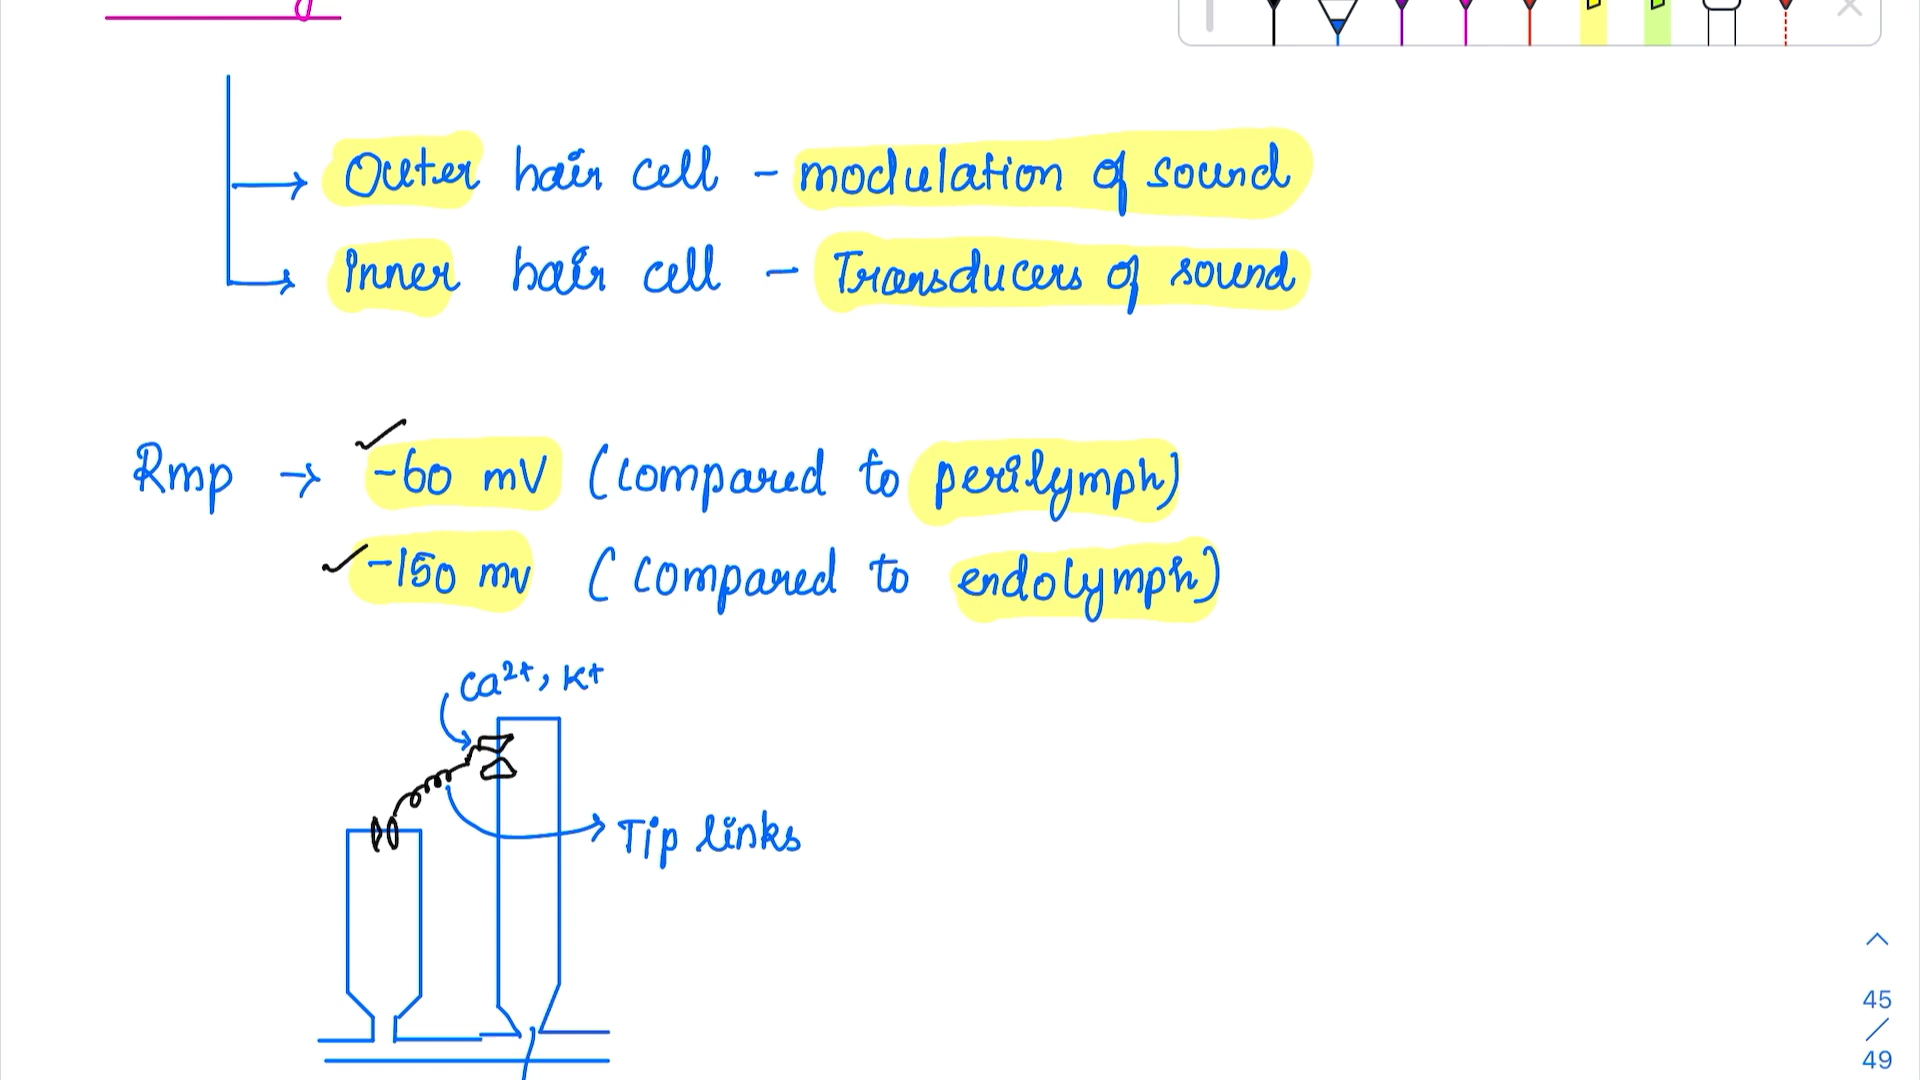 Outer hair cell - modulation of sound
Inner hair cell - Transducers of sound
Rmp → -60 mV (compared to perilymph)
-150 mv (compared to endolymph)
Ca²⁺, K⁺
Tip links
45
/
49